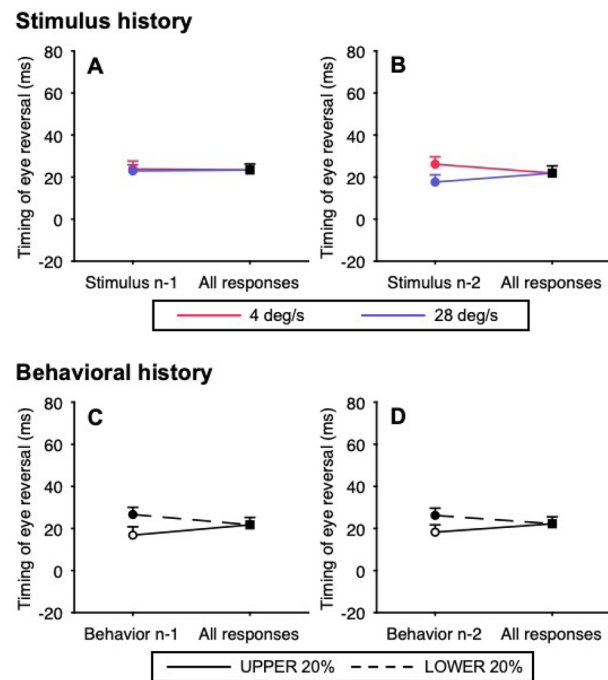 Stimulus history
A
B
Timing of eye reversal (ms)
80
60
40
20
0
-20
Stimulus n-1 All responses
Timing of eye reversal (ms)
80
60
40
20
0
-20
Stimulus n-2 All responses
4 deg/s 28 deg/s
Behavioral history
C
D
Timing of eye reversal (ms)
80
60
40
20
0
-20
Behavior n-1 All responses
Timing of eye reversal (ms)
80
60
40
20
0
-20
Behavior n-2 All responses
UPPER 20% LOWER 20%